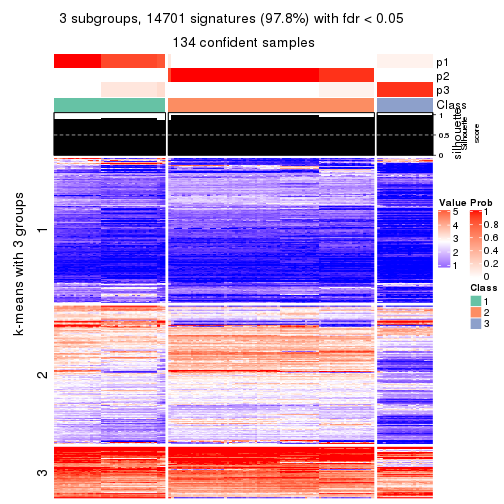 3 subgroups, 14701 signatures (97.8%) with fdr < 0.05
134 confident samples
p1
p2
p3
Class
silhouette
Silhouette
score
1
0.5
0
k-means with 3 groups
1
2
3
Value
5
4
3
2
1
Prob
1
0.8
0.6
0.4
0.2
0
Class
1
2
3